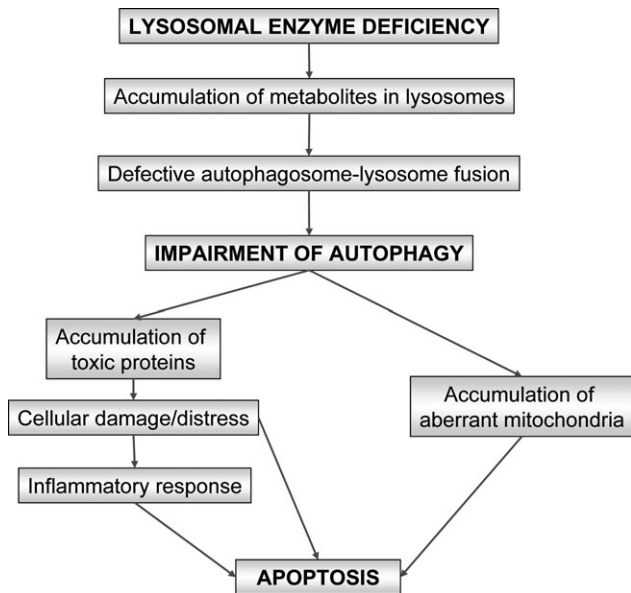 LYSOSOMAL ENZYME DEFICIENCY
Accumulation of metabolites in lysosomes
Defective autophagosome-lysosome fusion
IMPAIRMENT OF AUTOPHAGY
Accumulation of
toxic proteins
Cellular damage/distress
Inflammatory response
Accumulation of
aberrant mitochondria
APOPTOSIS